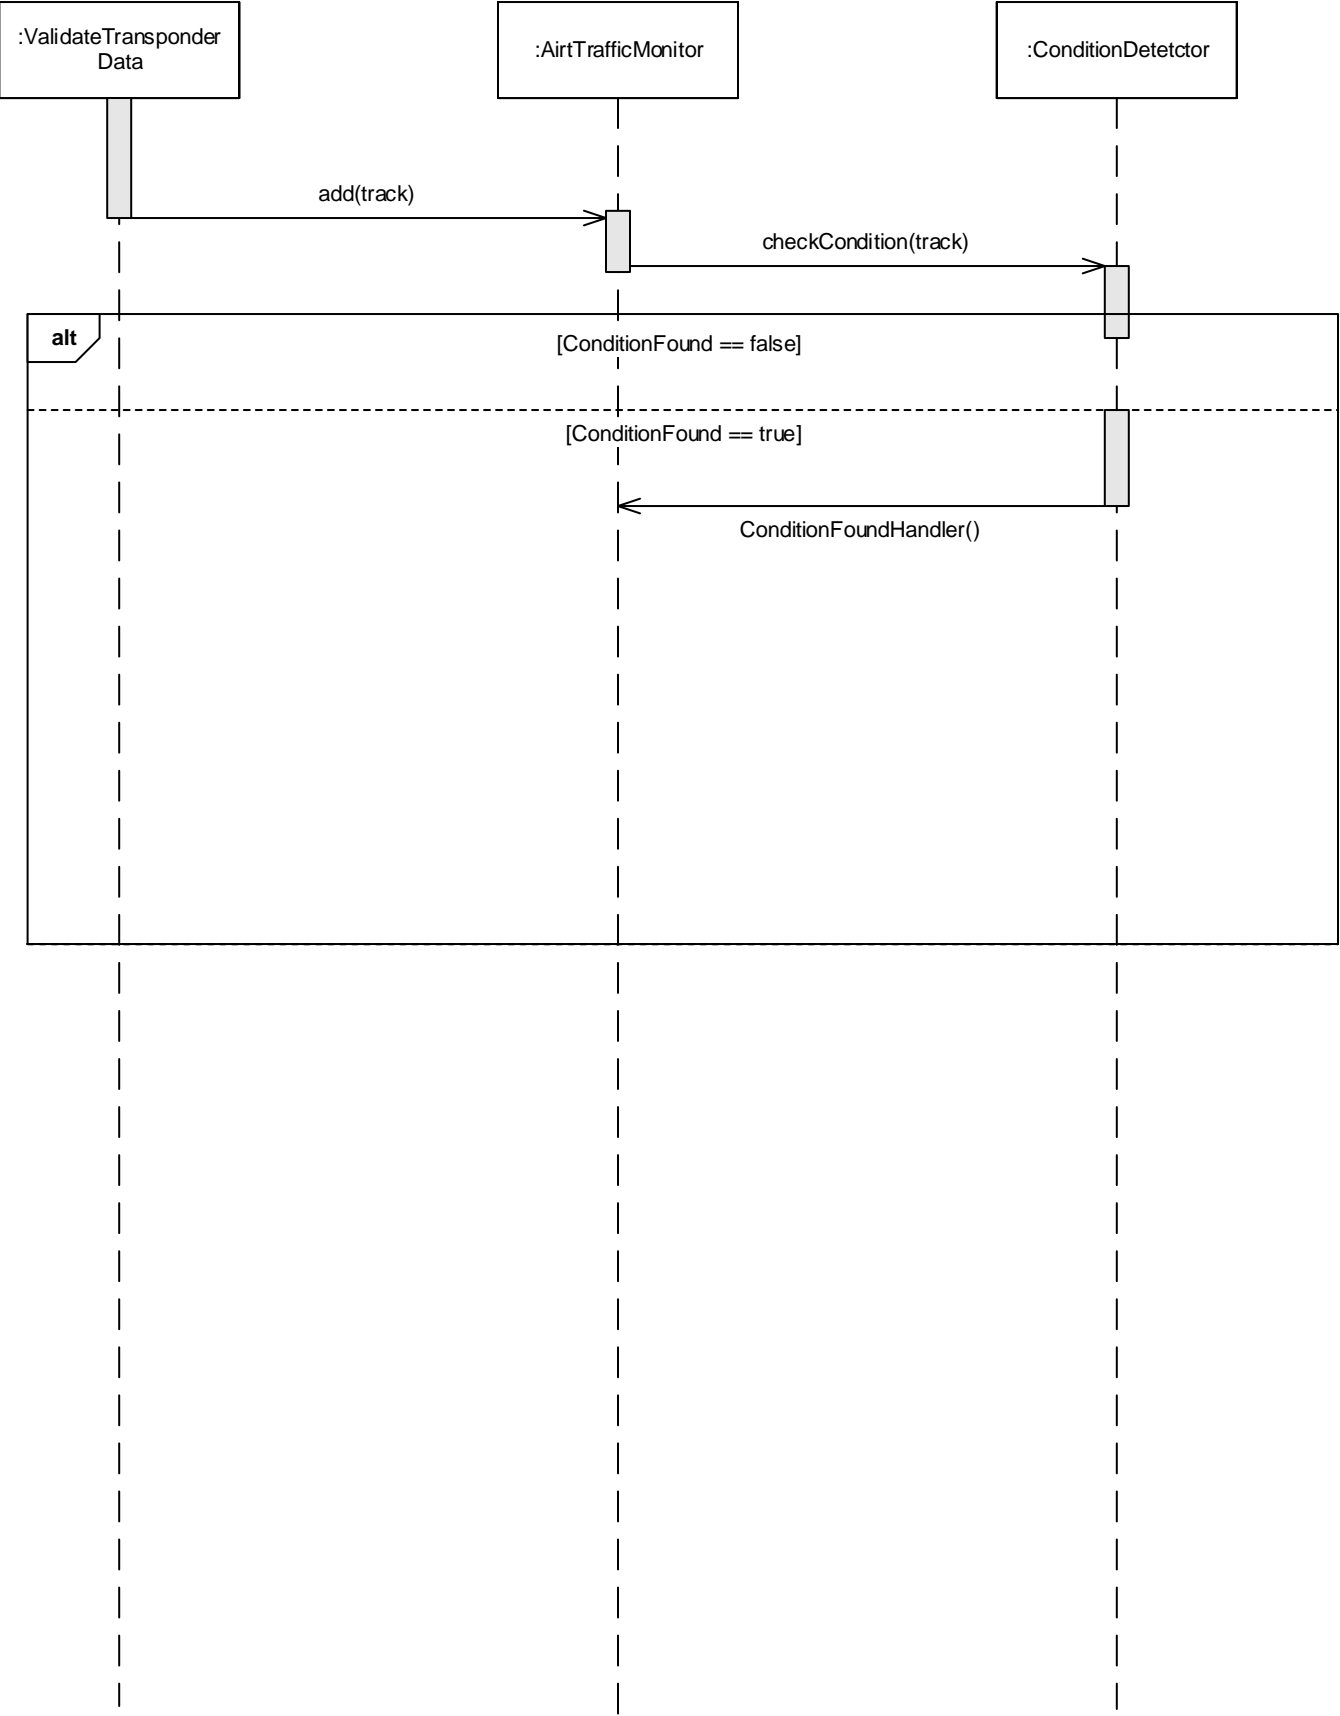 :ValidateTransponder
Data
:AirtTrafficMonitor
:ConditionDetetctor
add(track)
checkCondition(track)
alt
[ConditionFound == false]
[ConditionFound == true]
ConditionFoundHandler()